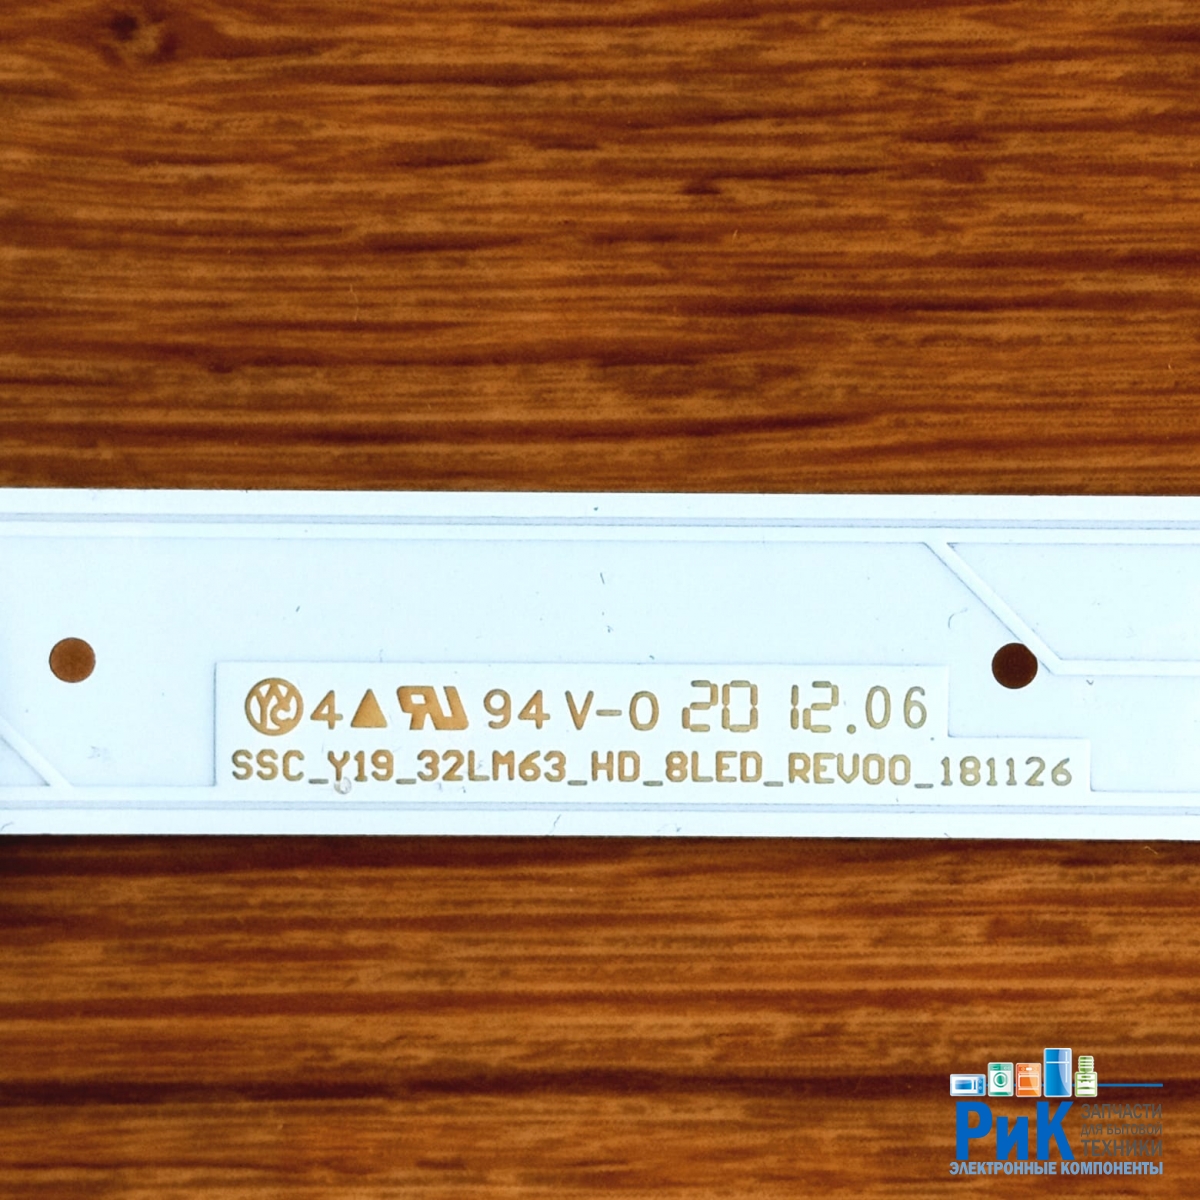 4 94 V-0 20 12.06
SSC_Y19_32LM63_HD_8LED_REV00_181126
РиК
ЗАПЧАСТИ
ДЛЯ БЫТОВОЙ
ТЕХНИКИ
ЭЛЕКТРОННЫЕ КОМПОНЕНТЫ